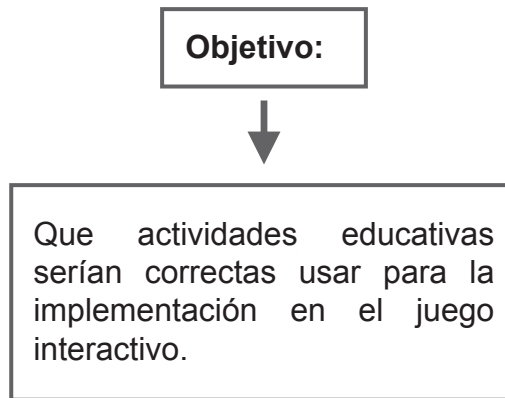 Objetivo:
Que actividades educativas
serían correctas usar para la
implementación en el juego
interactivo.